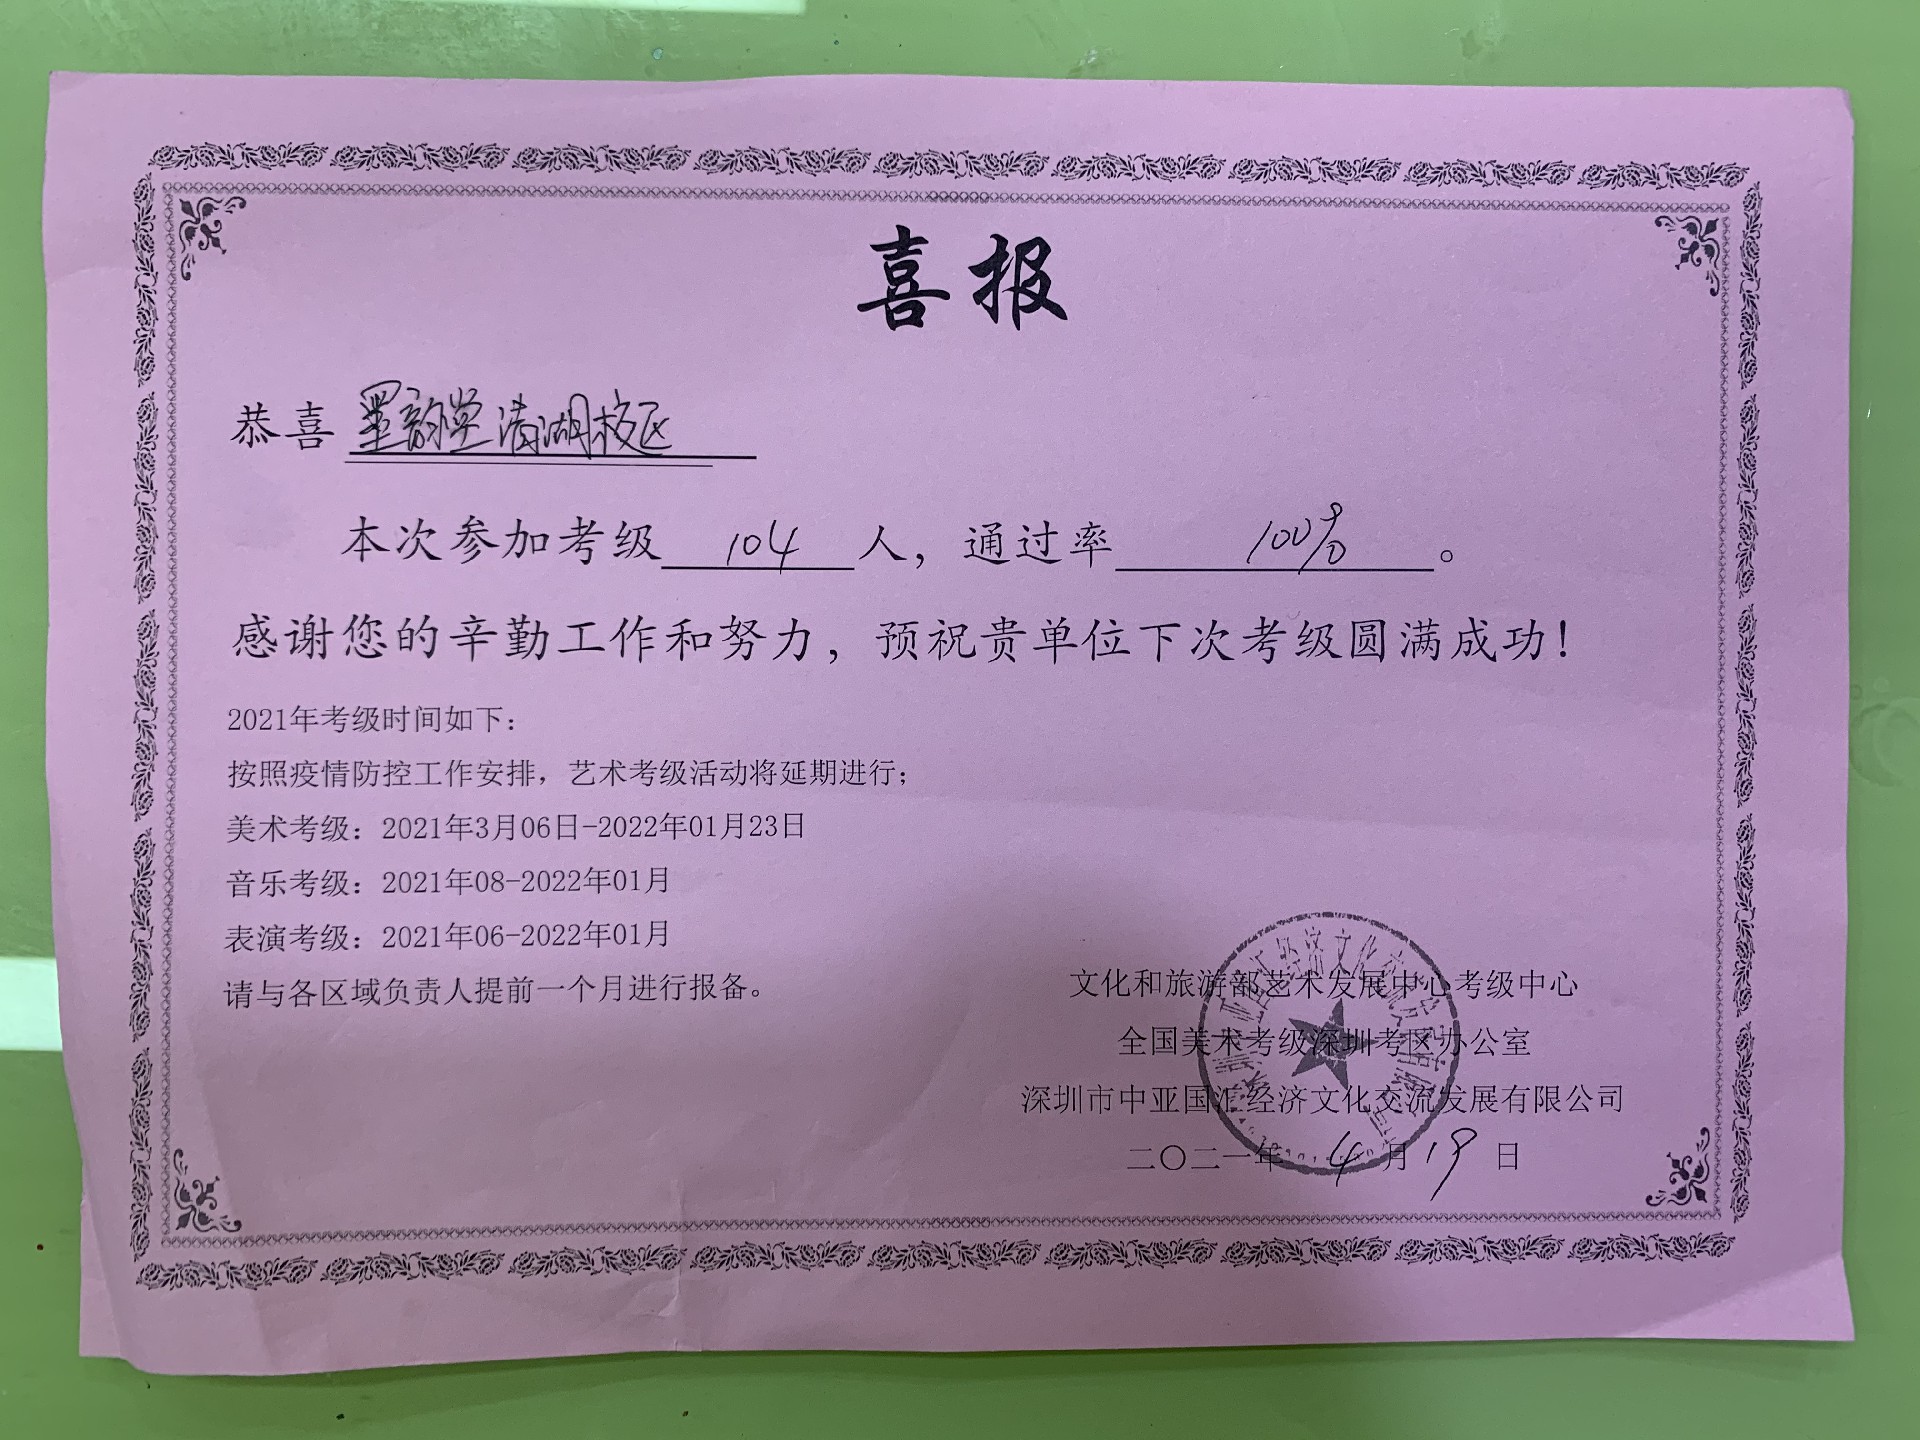 喜报
恭喜 墨韵堂清湖校区
本次参加考级 104 人，通过率 100% 。
感谢您的辛勤工作和努力，预祝贵单位下次考级圆满成功！
2021年考级时间如下：
按照疫情防控工作安排，艺术考级活动将延期进行；
美术考级：2021年3月06日-2022年01月23日
音乐考级：2021年08-2022年01月
表演考级：2021年06-2022年01月
请与各区域负责人提前一个月进行报备。
文化和旅游部艺术发展中心考级中心
全国美术考级深圳考区办公室
深圳市中亚国汇经济文化交流发展有限公司
二〇二一年 4 月 19 日